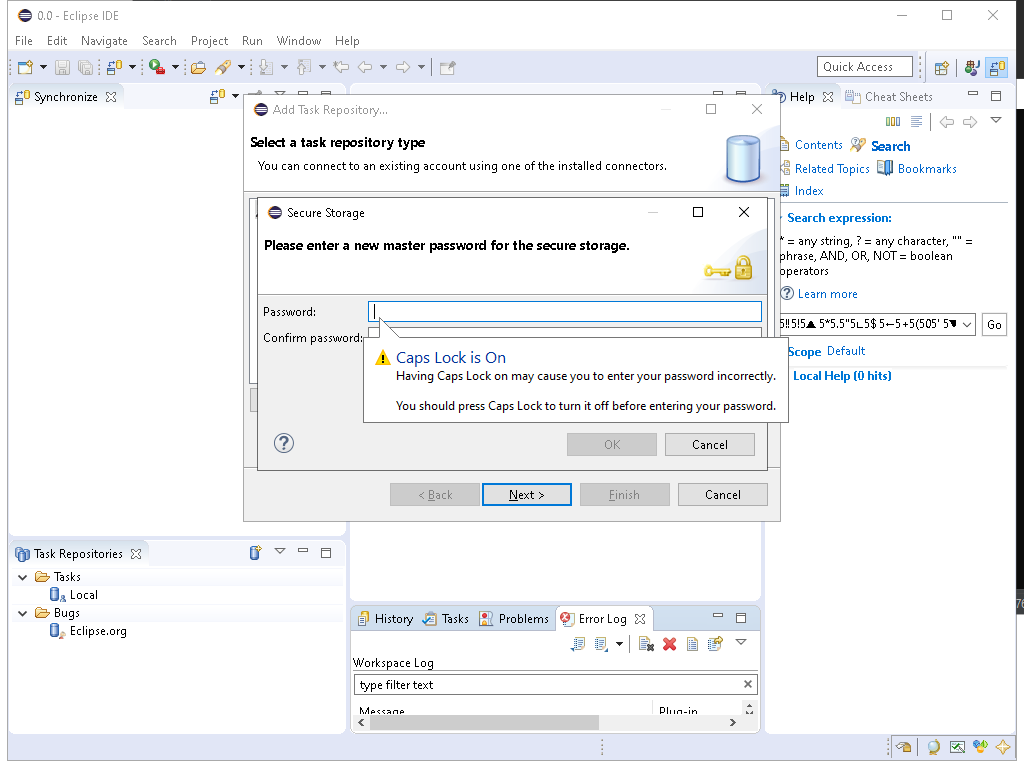 0.0 - Eclipse IDE
File Edit Navigate Search Project Run Window Help
Quick Access
Synchronize
Help
Cheat Sheets
Contents
Search
Related Topics
Bookmarks
Index
Search expression:
* = any string, ? = any character, "" =
phrase, AND, OR, NOT = boolean
operators
Learn more
Go
Scope Default
Local Help (0 hits)
Add Task Repository...
Select a task repository type
You can connect to an existing account using one of the installed connectors.
Secure Storage
Please enter a new master password for the secure storage.
Password:
Confirm password:
Caps Lock is On
Having Caps Lock on may cause you to enter your password incorrectly.
You should press Caps Lock to turn it off before entering your password.
OK
Cancel
< Back
Next >
Finish
Cancel
Task Repositories
Tasks
Local
Bugs
Eclipse.org
History
Tasks
Problems
Error Log
Workspace Log
type filter text
Message
Plug-in